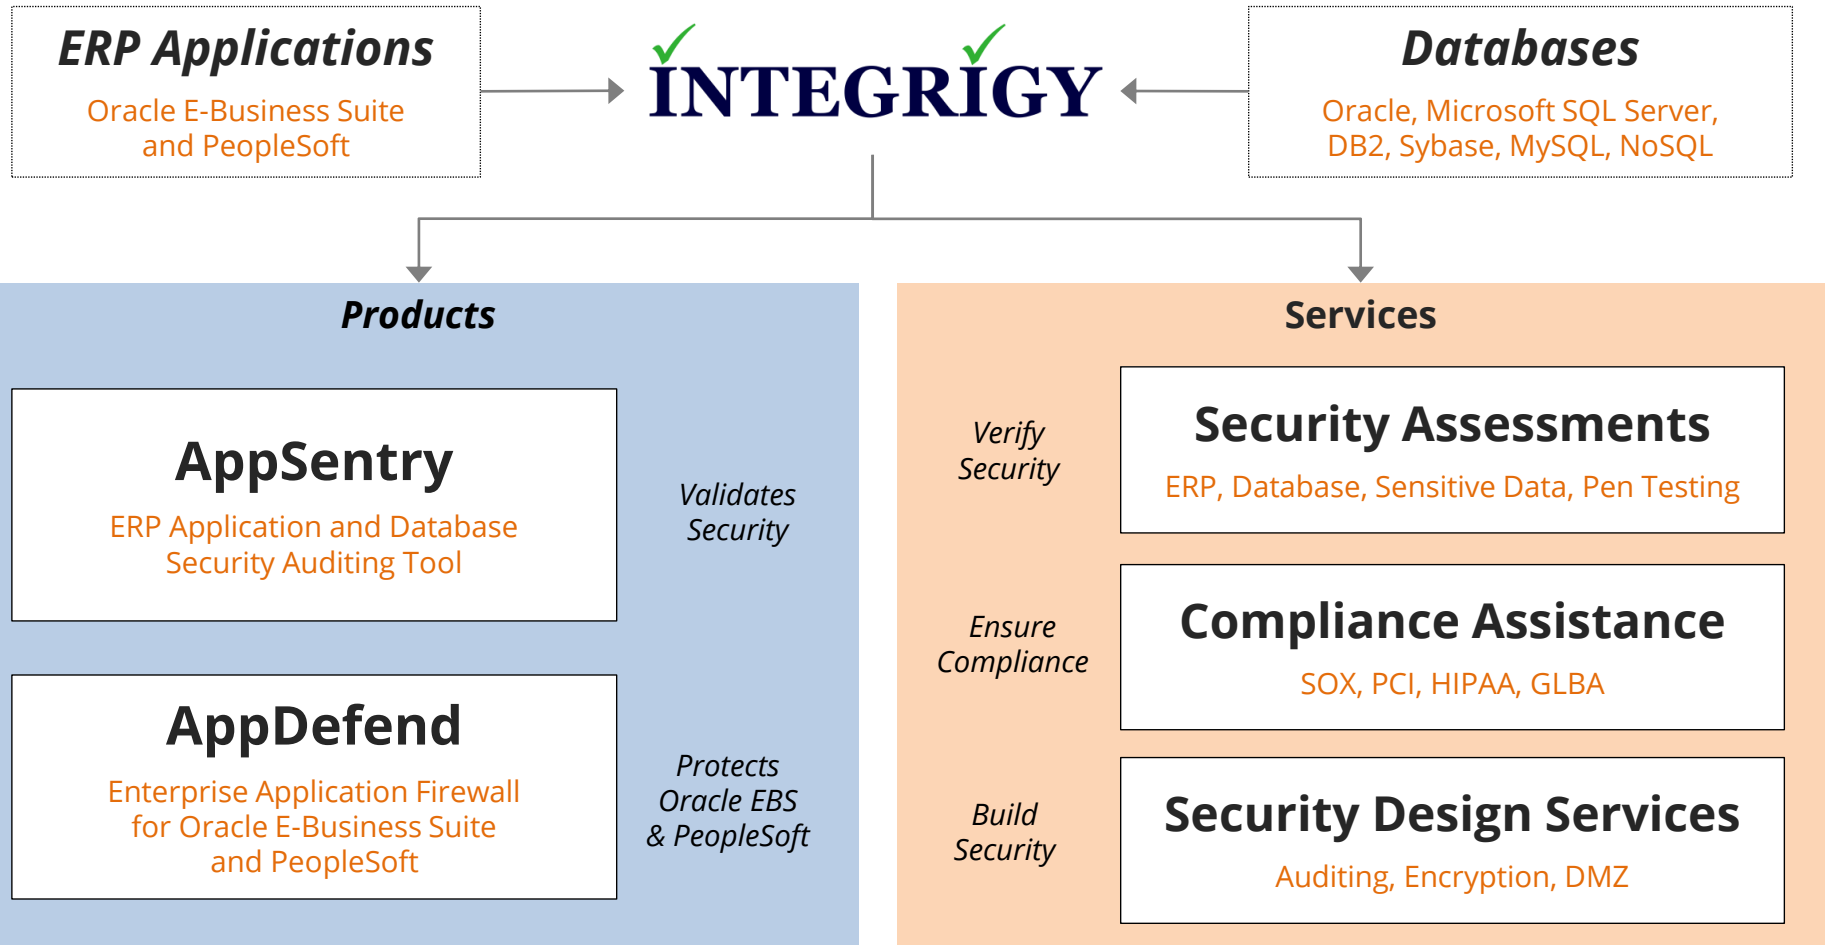 ERP Applications
Oracle E-Business Suite
and PeopleSoft
INTEGRIGY
Databases
Oracle, Microsoft SQL Server,
DB2, Sybase, MySQL, NoSQL
Products
AppSentry
ERP Application and Database
Security Auditing Tool
Validates
Security
AppDefend
Enterprise Application Firewall
for Oracle E-Business Suite
and PeopleSoft
Protects
Oracle EBS
& PeopleSoft
Services
Verify
Security
Security Assessments
ERP, Database, Sensitive Data, Pen Testing
Ensure
Compliance
Compliance Assistance
SOX, PCI, HIPAA, GLBA
Build
Security
Security Design Services
Auditing, Encryption, DMZ